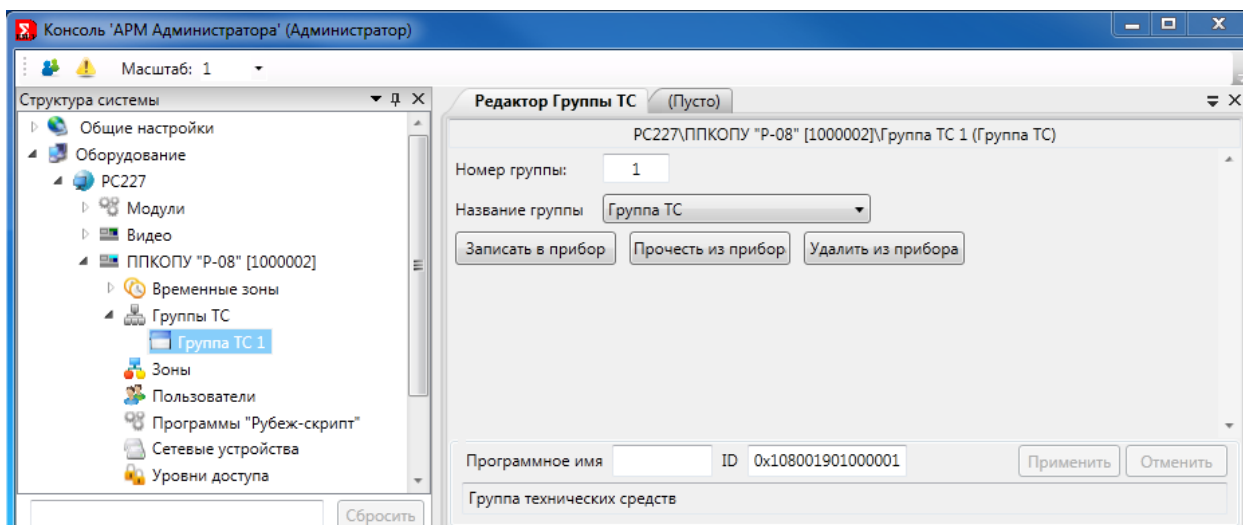 Консоль 'АРМ Администратора' (Администратор)
Масштаб: 1
Структура системы
Общие настройки
Оборудование
PC227
Модули
Видео
ППКОПУ "Р-08" [1000002]
Временные зоны
Группы ТС
Группа ТС 1
Зоны
Пользователи
Программы "Рубеж-скрипт"
Сетевые устройства
Уровни доступа
Сбросить
Редактор Группы ТС (Пусто)
PC227\ППКОПУ "Р-08" [1000002]\Группа ТС 1 (Группа ТС)
Номер группы: 1
Название группы Группа ТС
Записать в прибор Прочесть из прибор Удалить из прибора
Программное имя ID 0x108001901000001 Применить Отменить
Группа технических средств